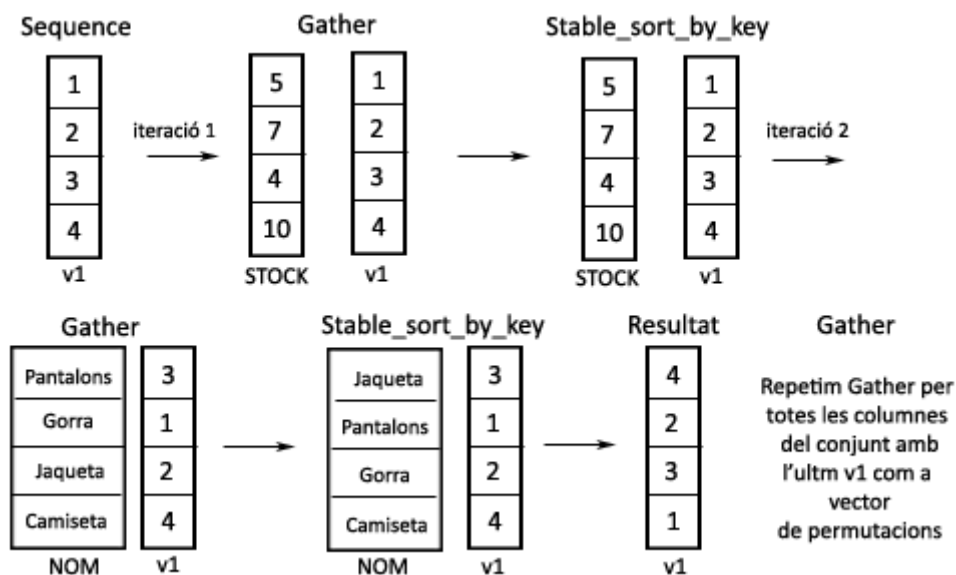 Sequence
Gather
Stable_sort_by_key
1
2
3
4
v1
iteració 1
5
7
4
10
STOCK
1
2
3
4
v1
5
7
4
10
STOCK
1
2
3
4
v1
iteració 2
Gather
Stable_sort_by_key
Resultat
Gather
Pantalons
Gorra
Jaqueta
Camiseta
NOM
3
1
2
4
v1
Jaqueta
Pantalons
Gorra
Camiseta
NOM
3
1
2
4
v1
4
2
3
1
v1
Repetim Gather per
totes les columnes
del conjunt amb
l'ultm v1 com a
vector
de permutacions